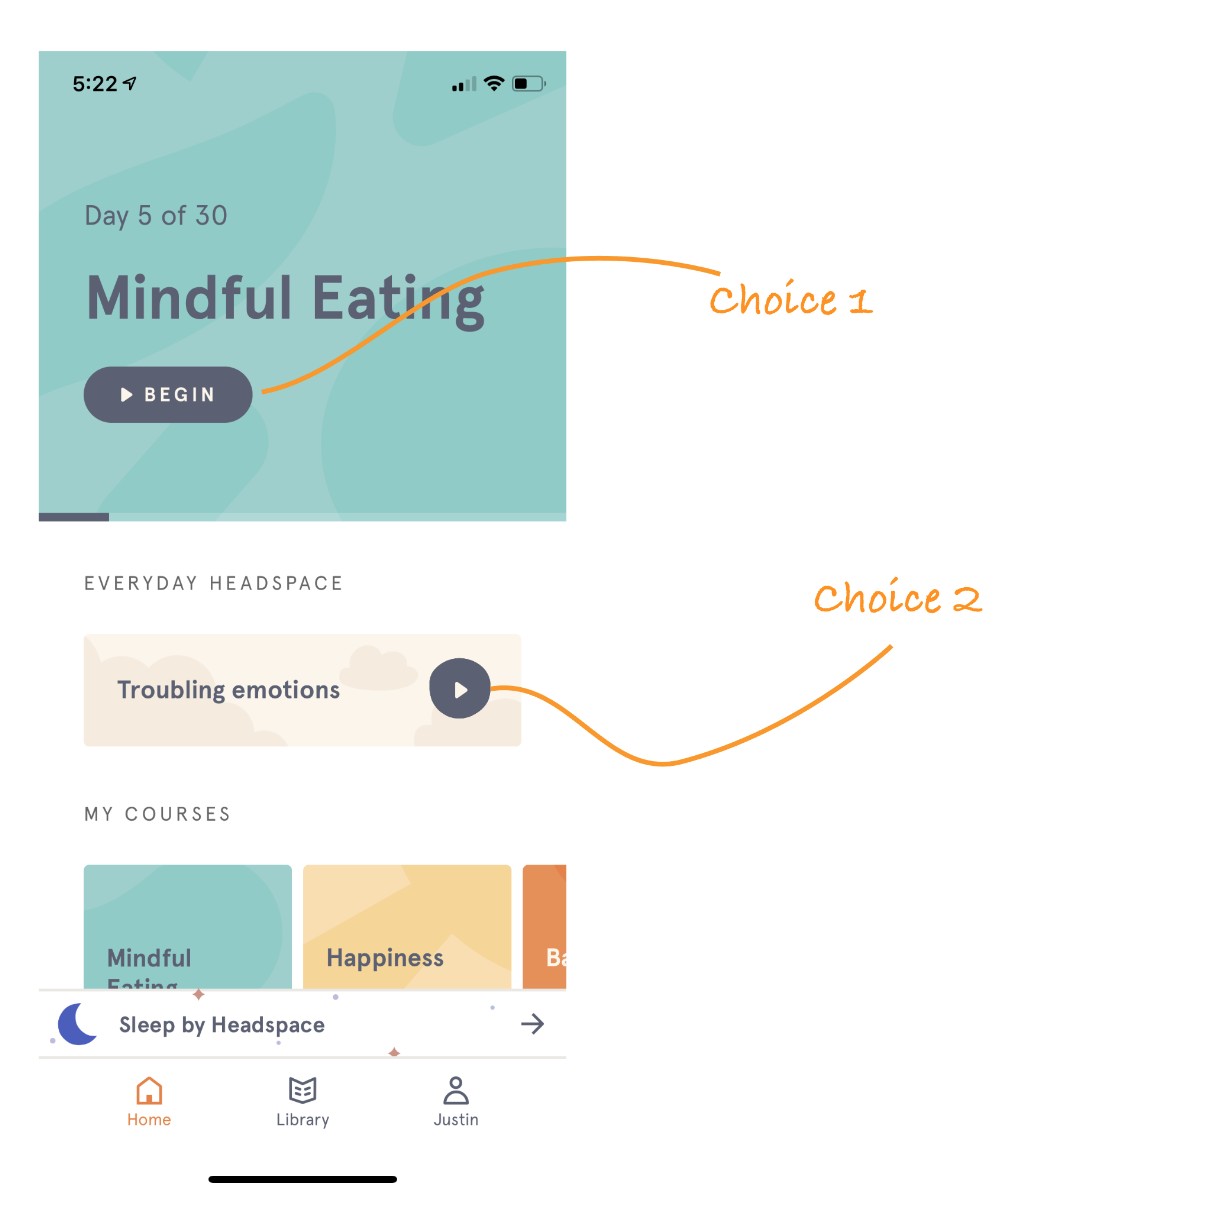 5:22
Day 5 of 30
Mindful Eating
BEGIN
Choice 1
EVERYDAY HEADSPACE
Choice 2
Troubling emotions
MY COURSES
Mindful
Eating
Happiness
Ba
Sleep by Headspace
Home
Library
Justin